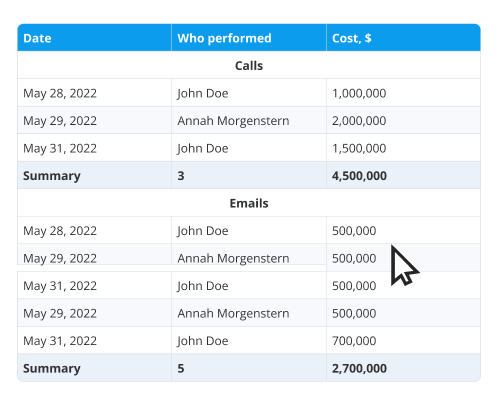 Date Who performed Cost, $
Calls
May 28, 2022 John Doe 1,000,000
May 29, 2022 Annah Morgenstern 2,000,000
May 31, 2022 John Doe 1,500,000
Summary 3 4,500,000
Emails
May 28, 2022 John Doe 500,000
May 29, 2022 Annah Morgenstern 500,000
May 31, 2022 John Doe 500,000
May 29, 2022 Annah Morgenstern 500,000
May 31, 2022 John Doe 700,000
Summary 5 2,700,000